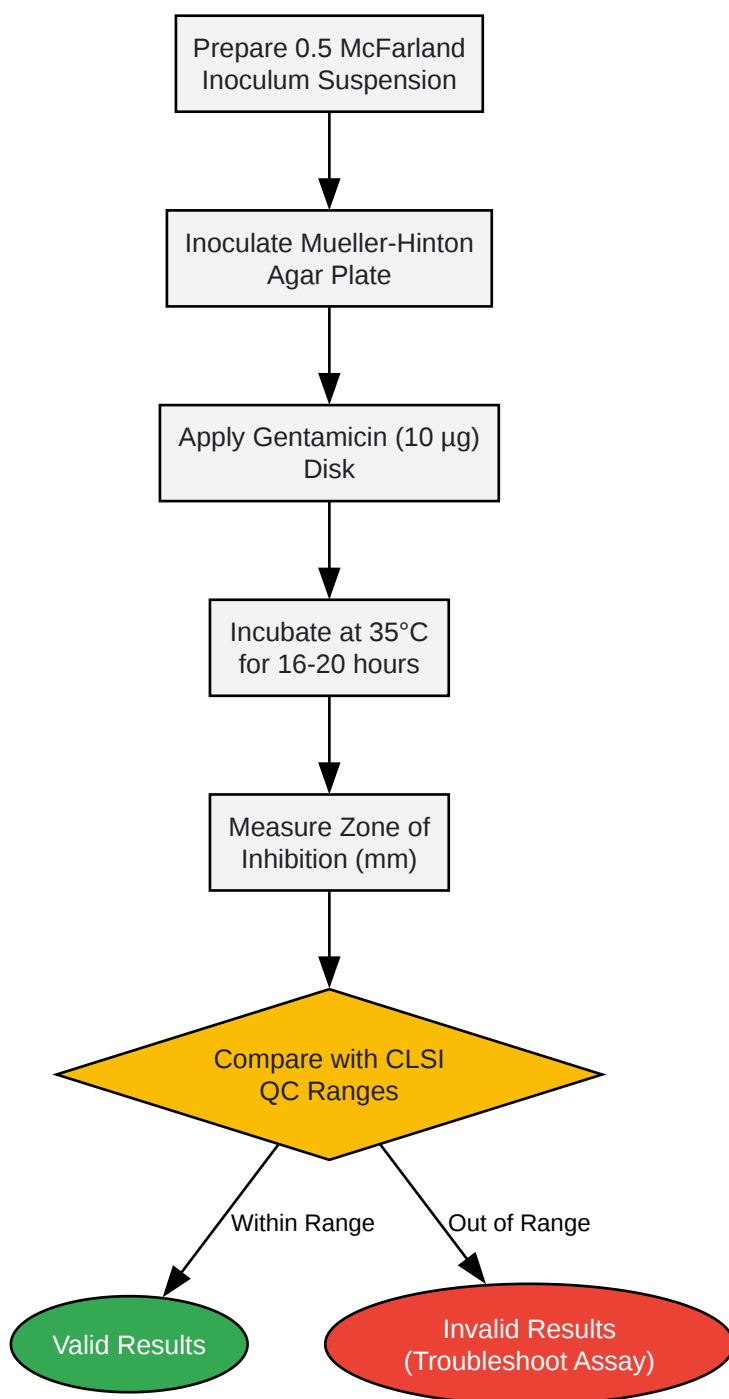 Prepare 0.5 McFarland
Inoculum Suspension
Inoculate Mueller-Hinton
Agar Plate
Apply Gentamicin (10 µg)
Disk
Incubate at 35°C
for 16-20 hours
Measure Zone of
Inhibition (mm)
Compare with CLSI
QC Ranges
Within Range
Out of Range
Valid Results
Invalid Results
(Troubleshoot Assay)